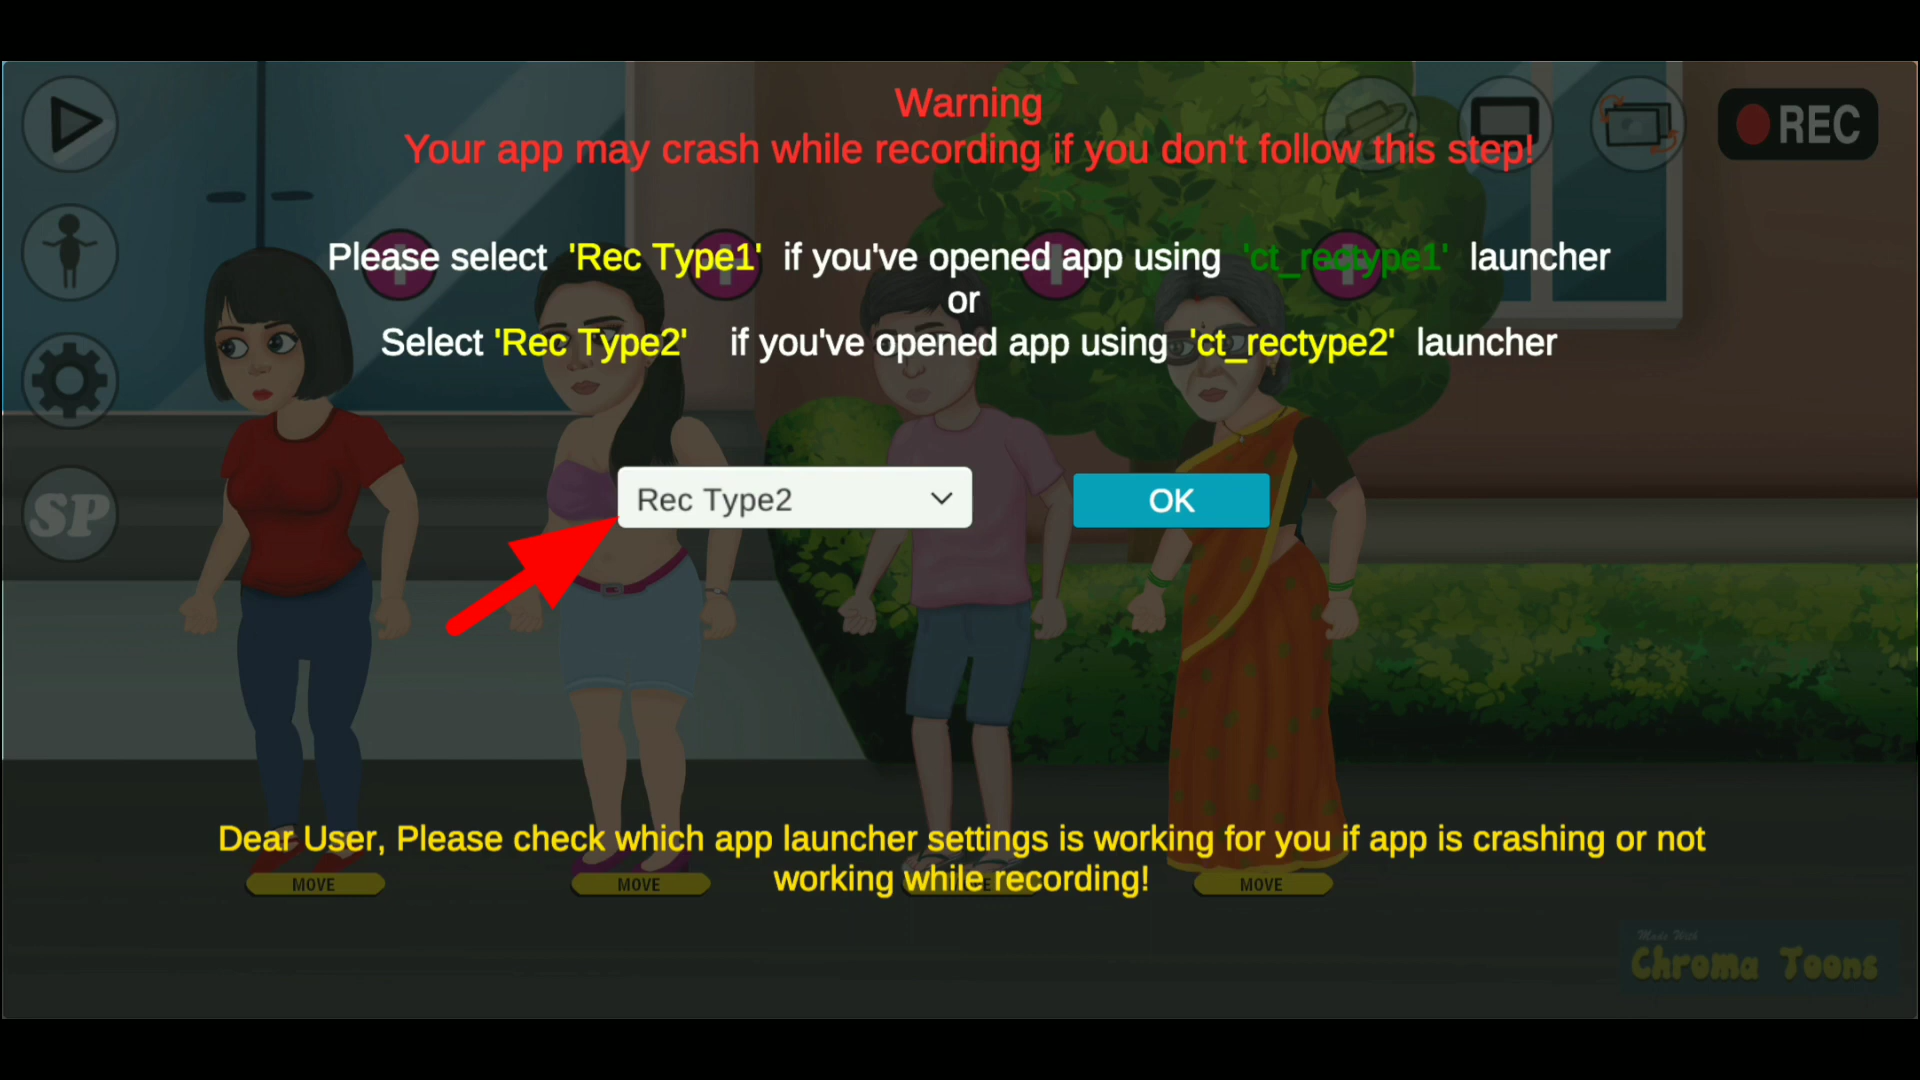 Warning
Your app may crash while recording if you don't follow this step!
REC
Please select 'Rec Type1' if you've opened app using 'ct_rectype1' launcher
or
Select 'Rec Type2' if you've opened app using 'ct_rectype2' launcher
SP
Rec Type2
OK
Dear User, Please check which app launcher settings is working for you if app is crashing or not
working while recording!
MOVE
MOVE
MOVE
Made With
Chroma Toons